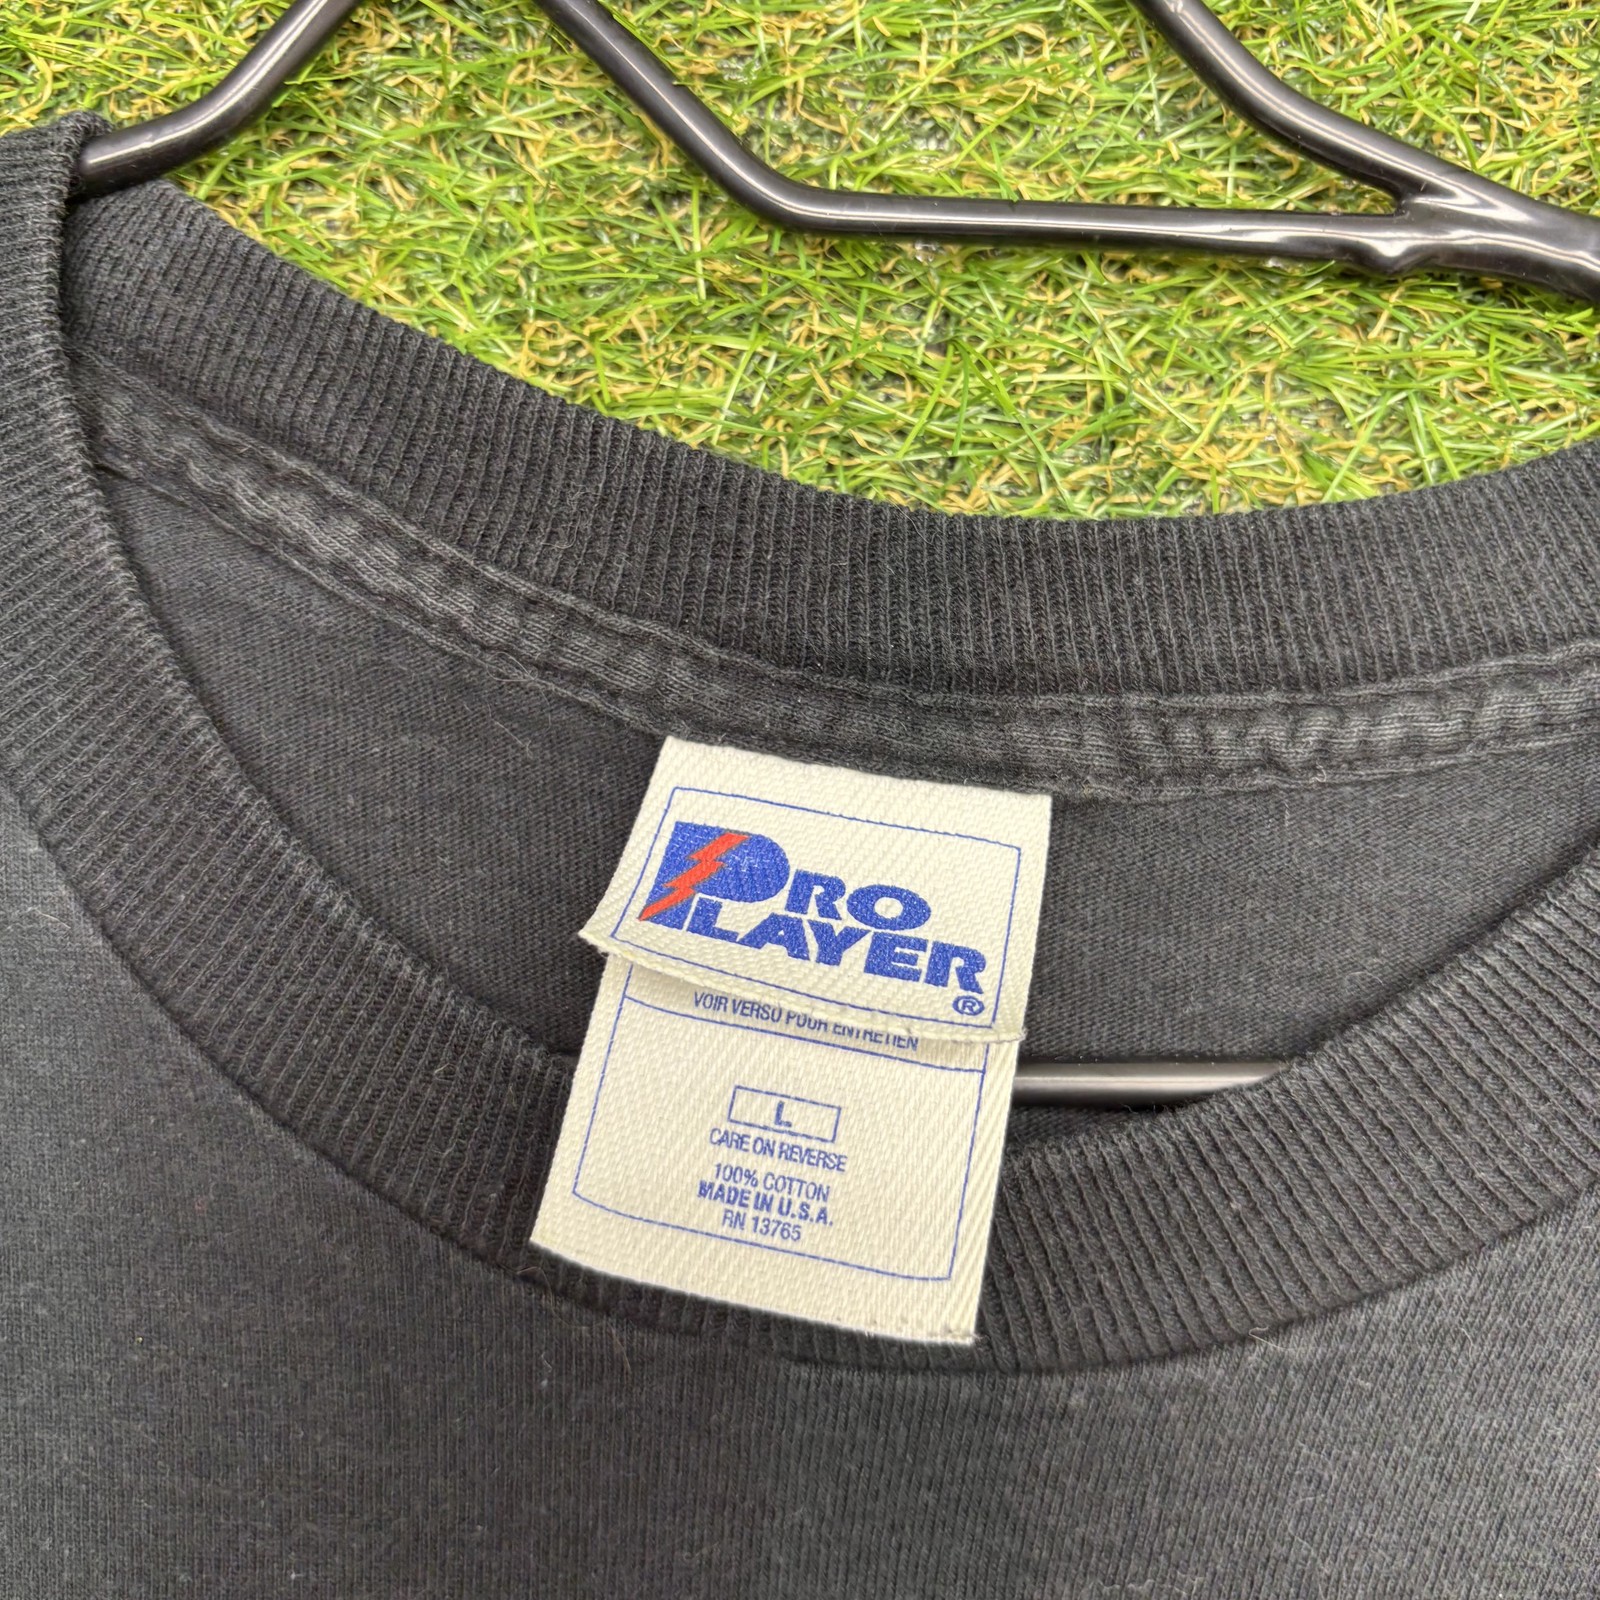 PRO
PLAYER®
VOIR VERSO POUR ENTRETIEN
L
CARE ON REVERSE
100% COTTON
MADE IN U.S.A.
RN 13765